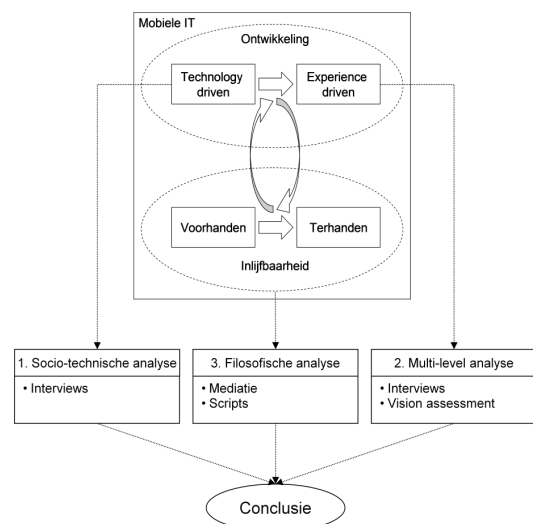 Mobiele IT
Ontwikkeling
Technology
driven
Experience
driven
Voorhanden
Terhanden
Inlijfbaarheid
1. Socio-technische analyse
• Interviews
3. Filosofische analyse
• Mediatie
• Scripts
2. Multi-level analyse
• Interviews
• Vision assessment
Conclusie